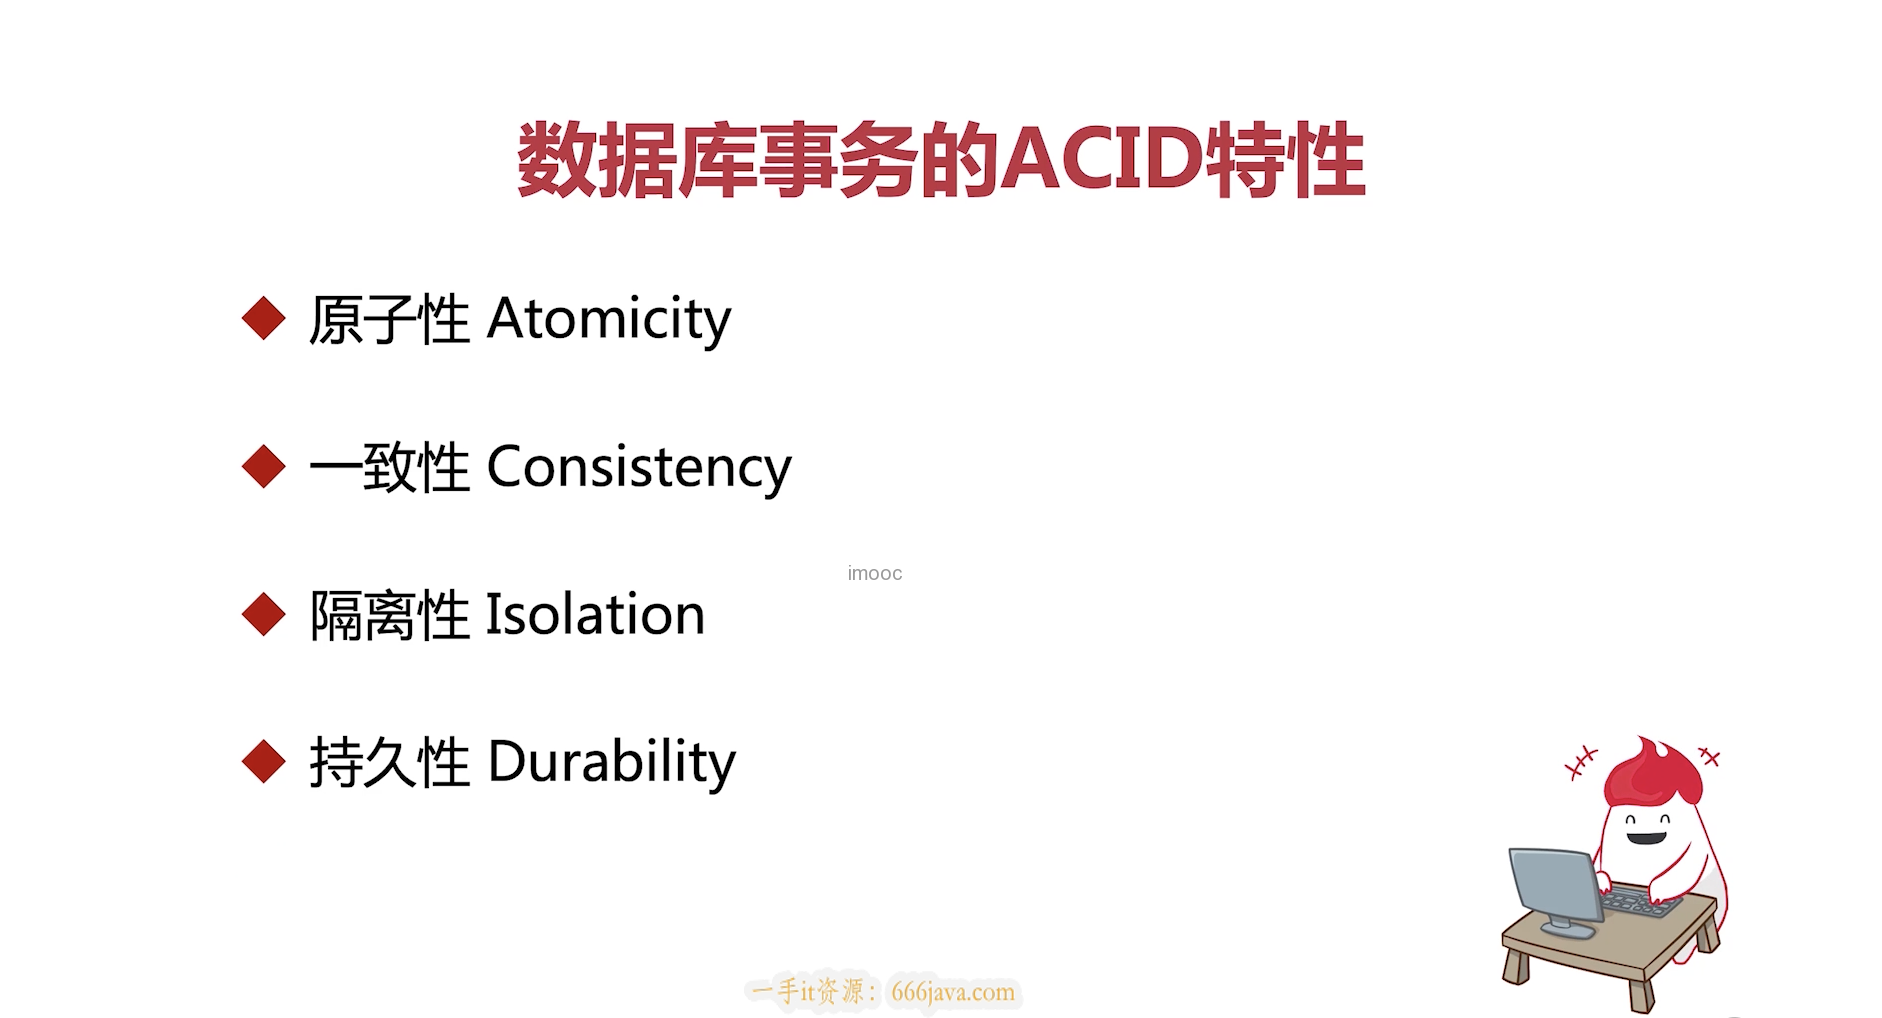 数据库事务的ACID特性
原子性 Atomicity
一致性 Consistency
imooc
隔离性 Isolation
持久性 Durability
一手it资源：666java.com